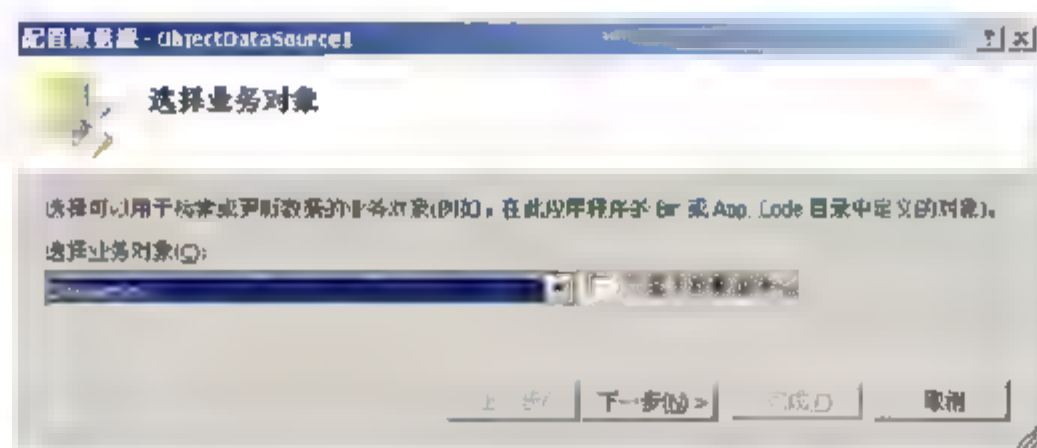 配置数据源 - ObjectDataSource1
选择业务对象
选择可以用于检索或更新数据的业务对象(例如，在此应用程序的 Bin 或 App_Code 目录中定义的对象)。
选择业务对象(C):
下一步(N) >
取消